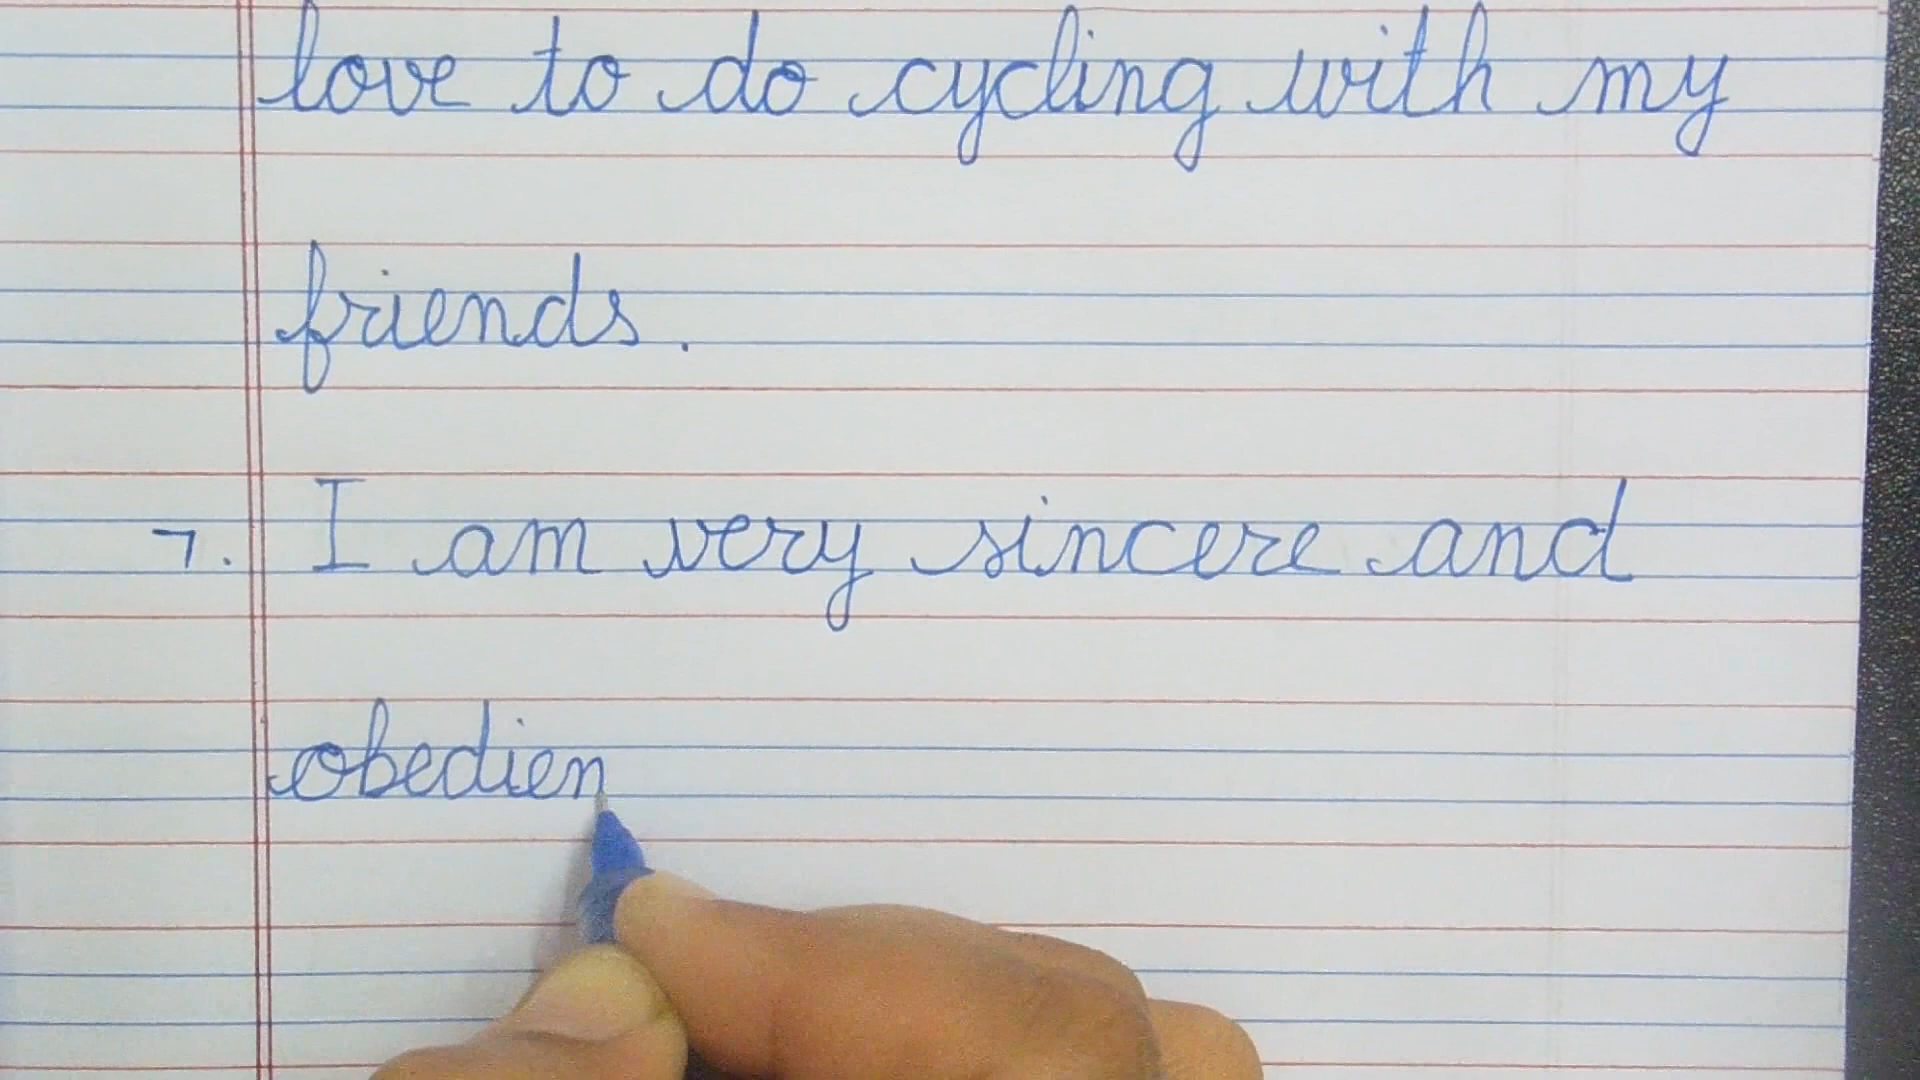 love to do cycling with my
friends.
7. I am very sincere and
obedien